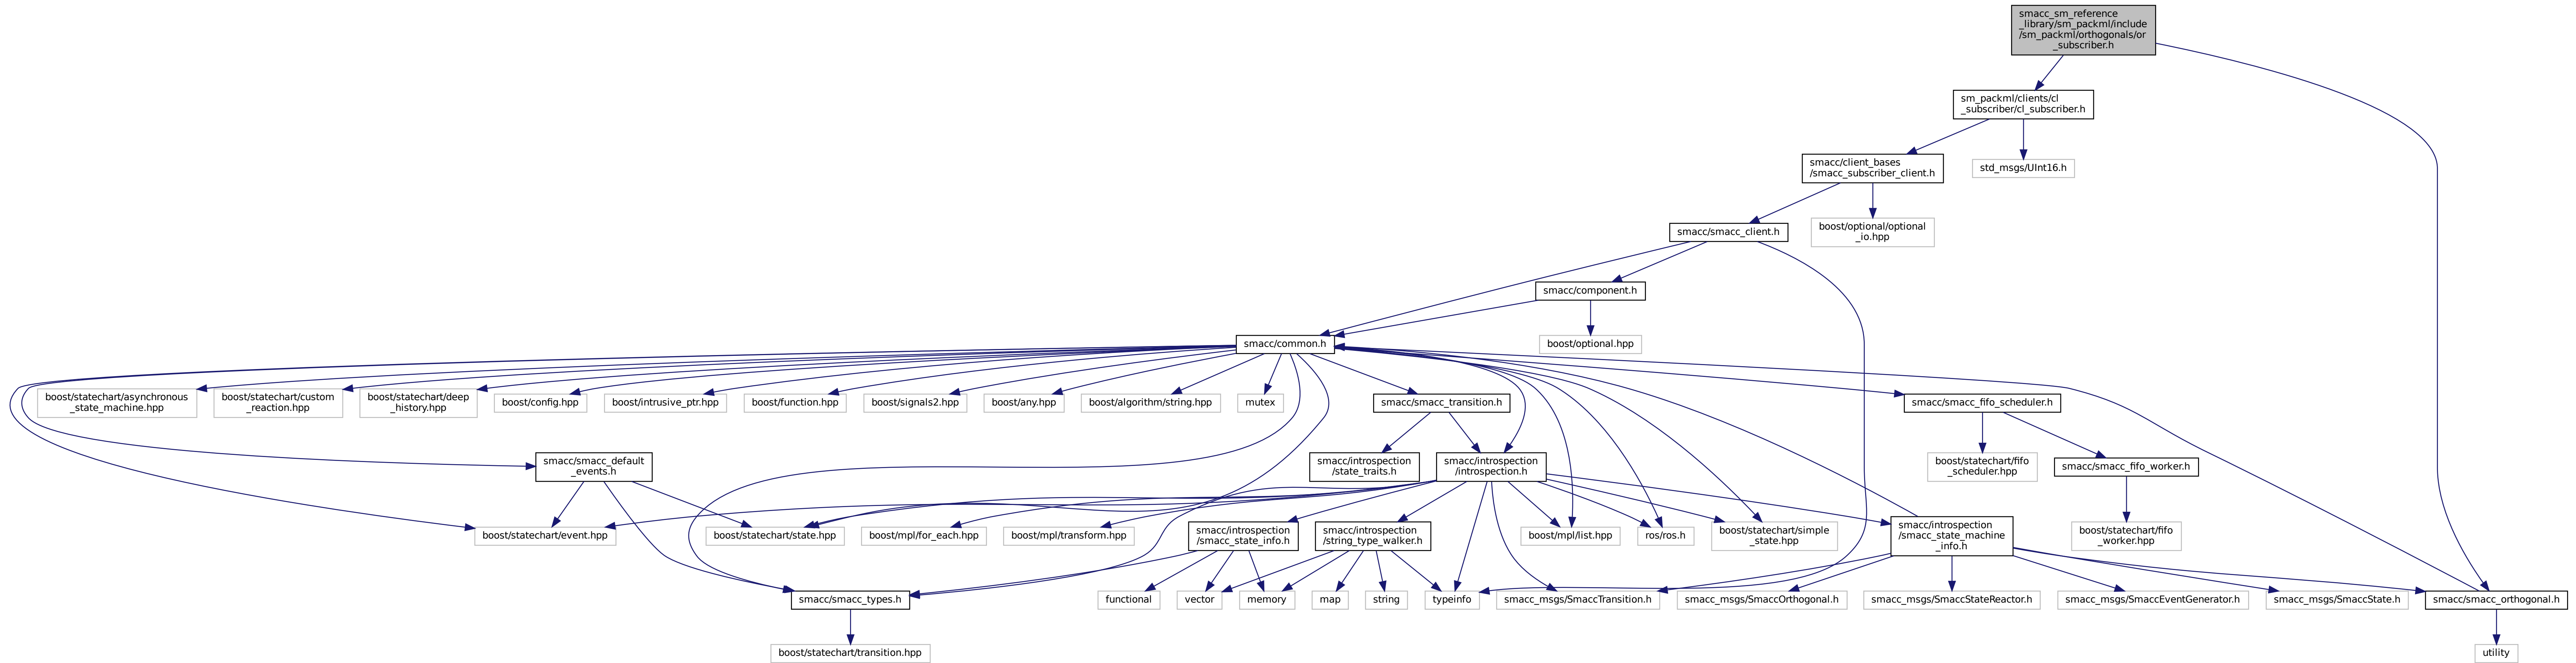 smacc_sm_reference
_library/sm_packml/include
/sm_packml/orthogonals/or
_subscriber.h
sm_packml/clients/cl
_subscriber/cl_subscriber.h
smacc/client_bases
/smacc_subscriber_client.h
std_msgs/UInt16.h
smacc/smacc_client.h
boost/optional/optional
_io.hpp
smacc/component.h
smacc/common.h
boost/optional.hpp
boost/statechart/asynchronous
_state_machine.hpp
boost/statechart/custom
_reaction.hpp
boost/statechart/deep
_history.hpp
boost/config.hpp
boost/intrusive_ptr.hpp
boost/function.hpp
boost/signals2.hpp
boost/any.hpp
boost/algorithm/string.hpp
mutex
smacc/smacc_transition.h
smacc/smacc_fifo_scheduler.h
smacc/smacc_default
_events.h
smacc/introspection
/state_traits.h
smacc/introspection
/introspection.h
boost/statechart/fifo
_scheduler.hpp
smacc/smacc_fifo_worker.h
boost/statechart/event.hpp
boost/statechart/state.hpp
boost/mpl/for_each.hpp
boost/mpl/transform.hpp
smacc/introspection
/smacc_state_info.h
smacc/introspection
/string_type_walker.h
boost/mpl/list.hpp
ros/ros.h
boost/statechart/simple
_state.hpp
smacc/introspection
/smacc_state_machine
_info.h
boost/statechart/fifo
_worker.hpp
smacc/smacc_types.h
functional
vector
memory
map
string
typeinfo
smacc_msgs/SmaccTransition.h
smacc_msgs/SmaccOrthogonal.h
smacc_msgs/SmaccStateReactor.h
smacc_msgs/SmaccEventGenerator.h
smacc_msgs/SmaccState.h
smacc/smacc_orthogonal.h
boost/statechart/transition.hpp
utility